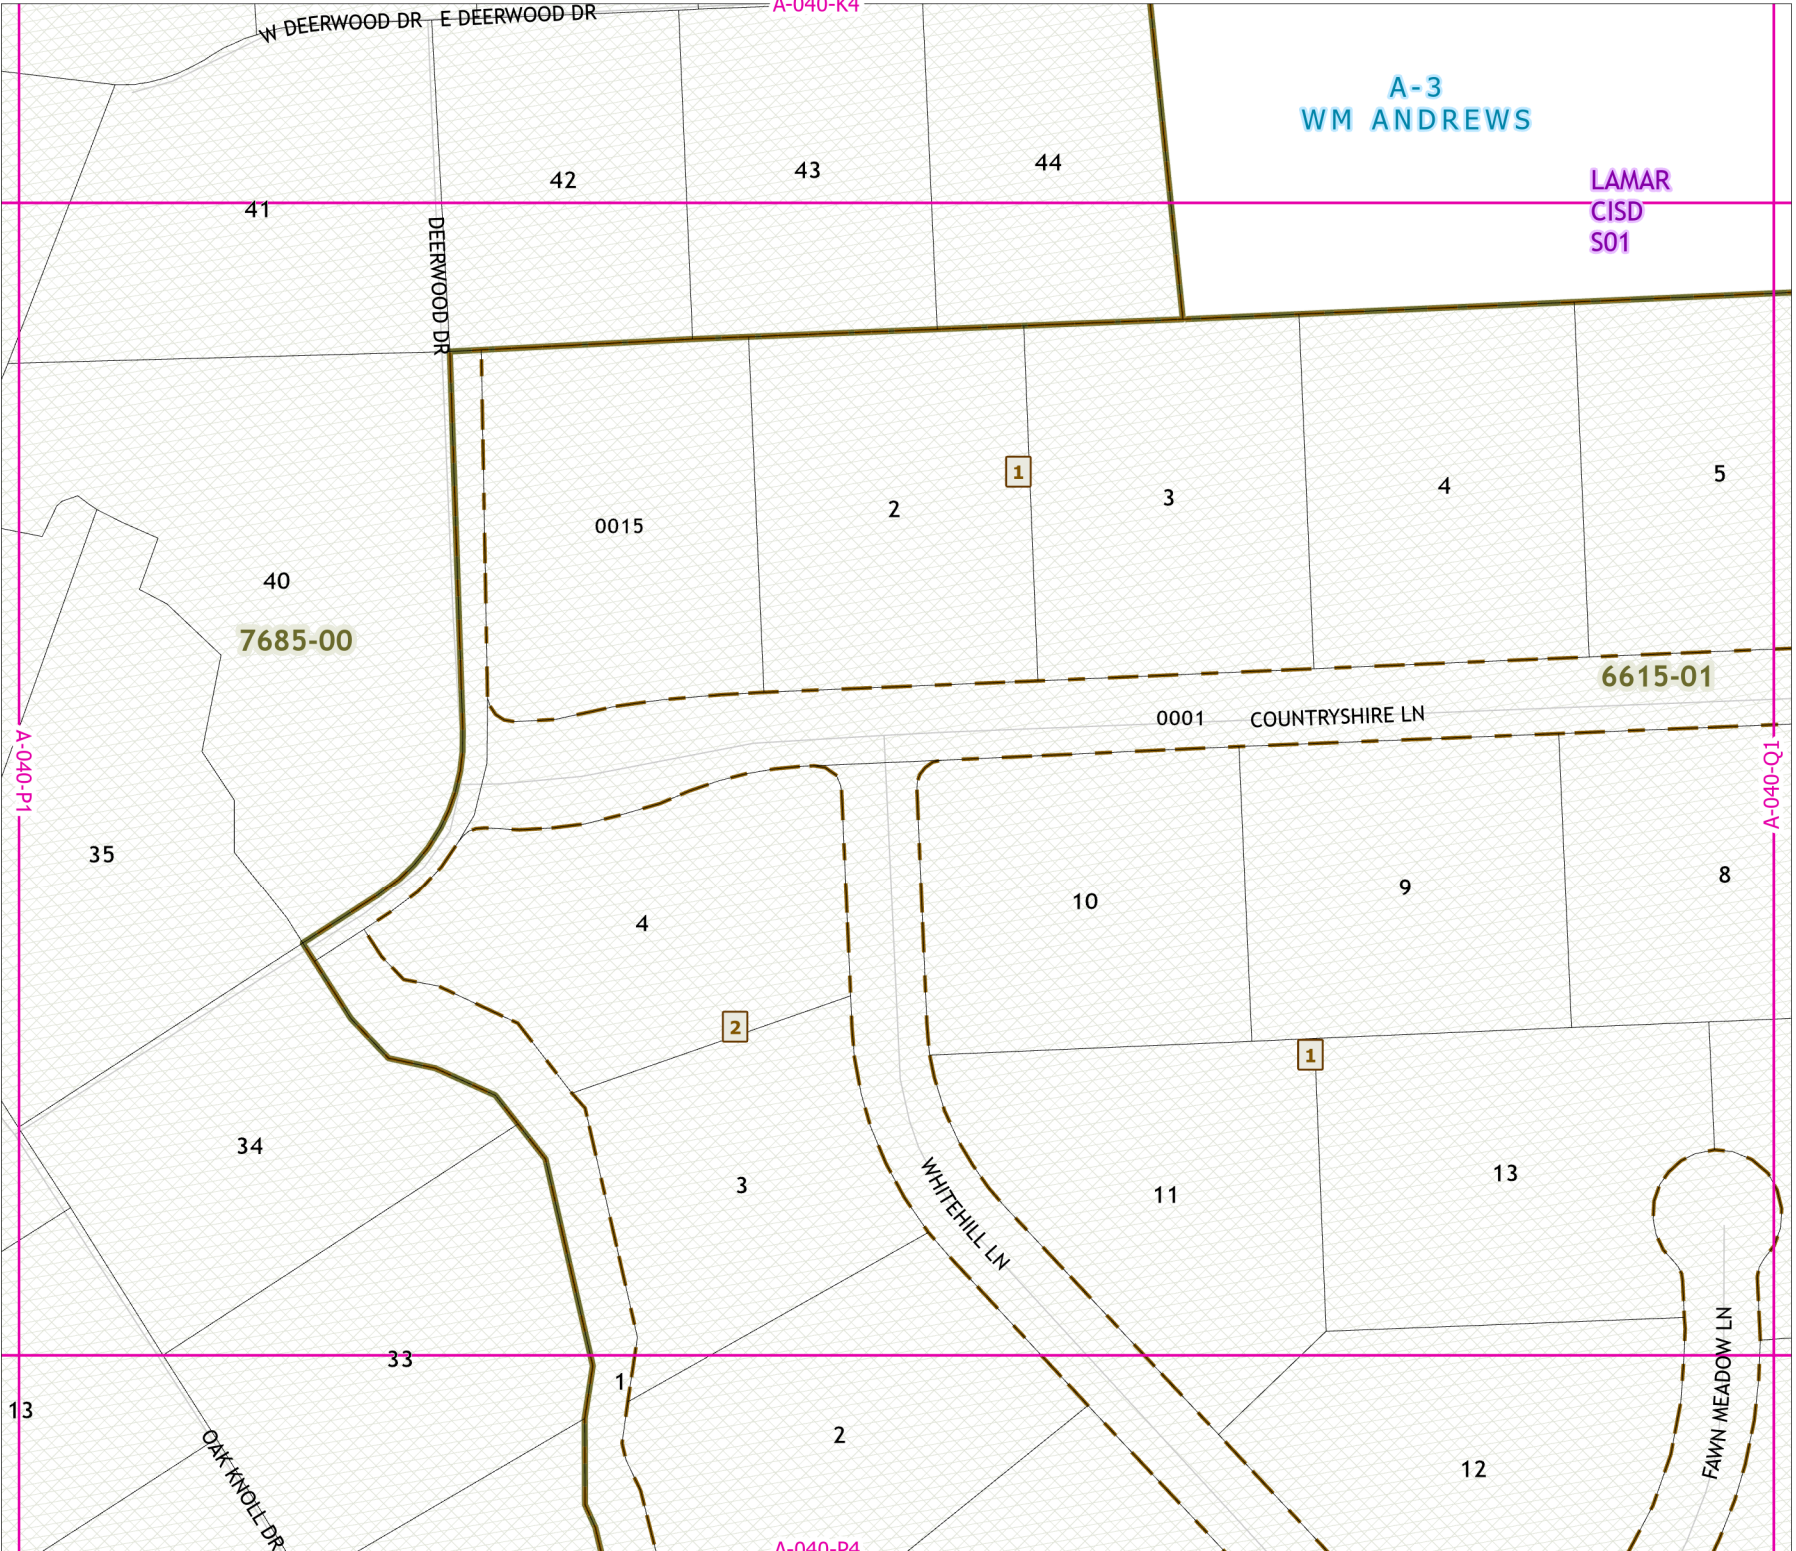 A-040-K4
W DEERWOOD DR
E DEERWOOD DR
A-3
WM ANDREWS
LAMAR
CISD
S01
41
42
43
44
DEERWOOD DR
0015
2
1
3
4
5
40
7685-00
6615-01
0001
COUNTRYSHIRE LN
A-040-P1
A-040-Q1
35
4
10
9
8
2
1
34
3
WHITEHILL LN
11
13
33
1
2
13
OAK KNOLL DR
12
FAWN MEADOW LN
A-040-P4